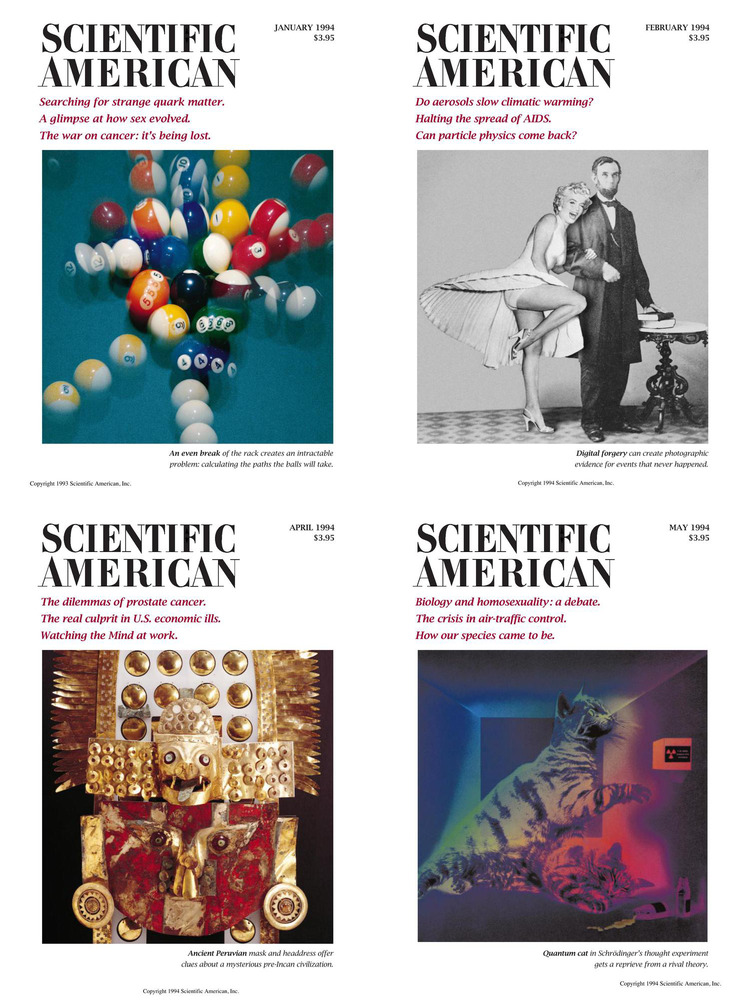 SCIENTIFIC
AMERICAN
JANUARY 1994
$3.95
Searching for strange quark matter.
A glimpse at how sex evolved.
The war on cancer: it's being lost.
An even break of the rack creates an intractable
problem: calculating the paths the balls will take.
Copyright 1993 Scientific American, Inc.
SCIENTIFIC
AMERICAN
FEBRUARY 1994
$3.95
Do aerosols slow climatic warming?
Halting the spread of AIDS.
Can particle physics come back?
Digital forgery can create photographic
evidence for events that never happened.
Copyright 1994 Scientific American, Inc.
SCIENTIFIC
AMERICAN
APRIL 1994
$3.95
The dilemmas of prostate cancer.
The real culprit in U.S. economic ills.
Watching the Mind at work.
Ancient Peruvian mask and headdress offer
clues about a mysterious pre-Incan civilization.
Copyright 1994 Scientific American, Inc.
SCIENTIFIC
AMERICAN
MAY 1994
$3.95
Biology and homosexuality: a debate.
The crisis in air-traffic control.
How our species came to be.
Quantum cat in Schrödinger's thought experiment
gets a reprieve from a rival theory.
Copyright 1994 Scientific American, Inc.